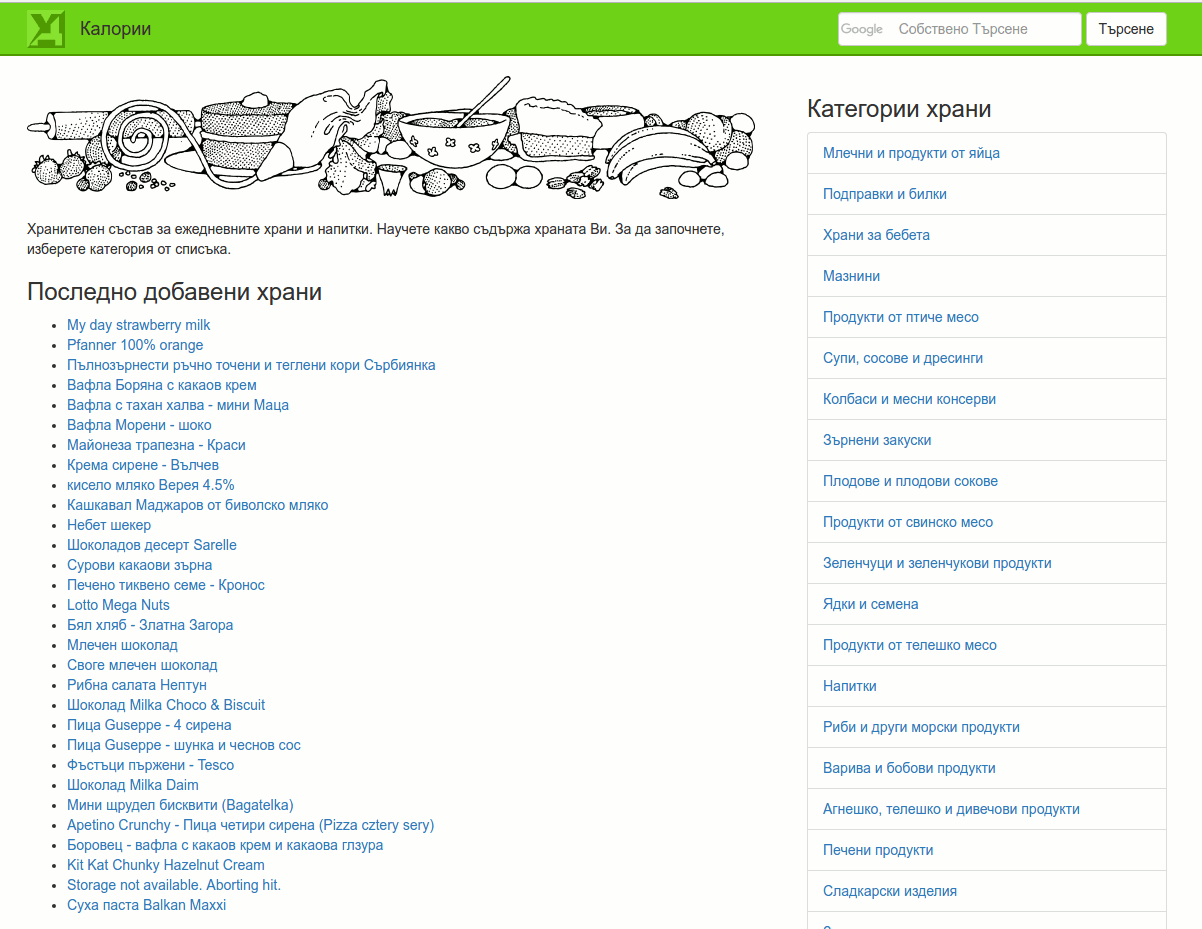 УД
Калории
Google
Собствено Търсене
Търсене
Хранителен състав за ежедневните храни и напитки. Научете какво съдържа храната Ви. За да започнете,
изберете категория от списъка.
Последно добавени храни
My day strawberry milk
Pfanner 100% orange
Пълнозърнести ръчно точени и теглени кори Сърбиянка
Вафла Боряна с какаов крем
Вафла с тахан халва - мини Маца
Вафла Морени - шоко
Майонеза трапезна - Краси
Крема сирене - Вълчев
кисело мляко Верея 4.5%
Кашкавал Маджаров от биволско мляко
Небет шекер
Шоколадов десерт Sarelle
Сурови какаови зърна
Печено тиквено семе - Кронос
Lotto Mega Nuts
Бял хляб - Златна Загора
Млечен шоколад
Своге млечен шоколад
Рибна салата Нептун
Шоколад Milka Choco & Biscuit
Пица Guseppe - 4 сирена
Пица Guseppe - шунка и чеснов сос
Фъстъци пържени - Tesco
Шоколад Milka Daim
Мини щрудел бисквити (Bagatelka)
Apetino Crunchy - Пица четири сирена (Pizza cztery sery)
Боровец - вафла с какаов крем и какаова глзура
Kit Kat Chunky Hazelnut Cream
Storage not available. Aborting hit.
Суха паста Balkan Maxxi
Категории храни
Млечни и продукти от яйца
Подправки и билки
Храни за бебета
Мазнини
Продукти от птиче месо
Супи, сосове и дресинги
Колбаси и месни консерви
Зърнени закуски
Плодове и плодови сокове
Продукти от свинско месо
Зеленчуци и зеленчукови продукти
Ядки и семена
Продукти от телешко месо
Напитки
Риби и други морски продукти
Варива и бобови продукти
Агнешко, телешко и дивечови продукти
Печени продукти
Сладкарски изделия